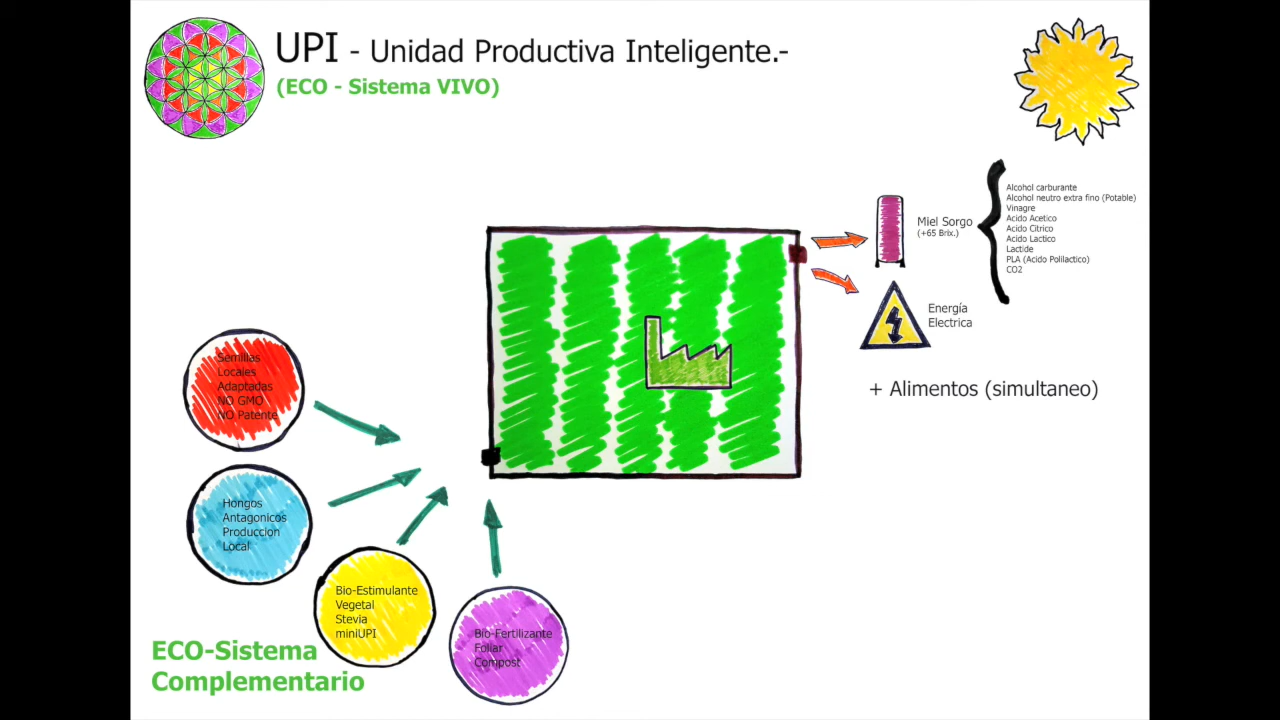 UPI - Unidad Productiva Inteligente.-
(ECO - Sistema VIVO)
Miel Sorgo
(+65 Brix.)
Alcohol carburante
Alcohol neutro extra fino (Potable)
Vinagre
Acido Acetico
Acido Citrico
Acido Lactico
Lactide
PLA (Acido Polilactico)
CO2
Energía
Electrica
+ Alimentos (simultaneo)
Semillas
Locales
Adaptadas
NO GMO
NO Patente
Hongos
Antagonicos
Produccion
Local
Bio-Estimulante
Vegetal
Stevia
miniUPI
Bio-Fertilizante
Foliar
Compost
ECO-Sistema
Complementario